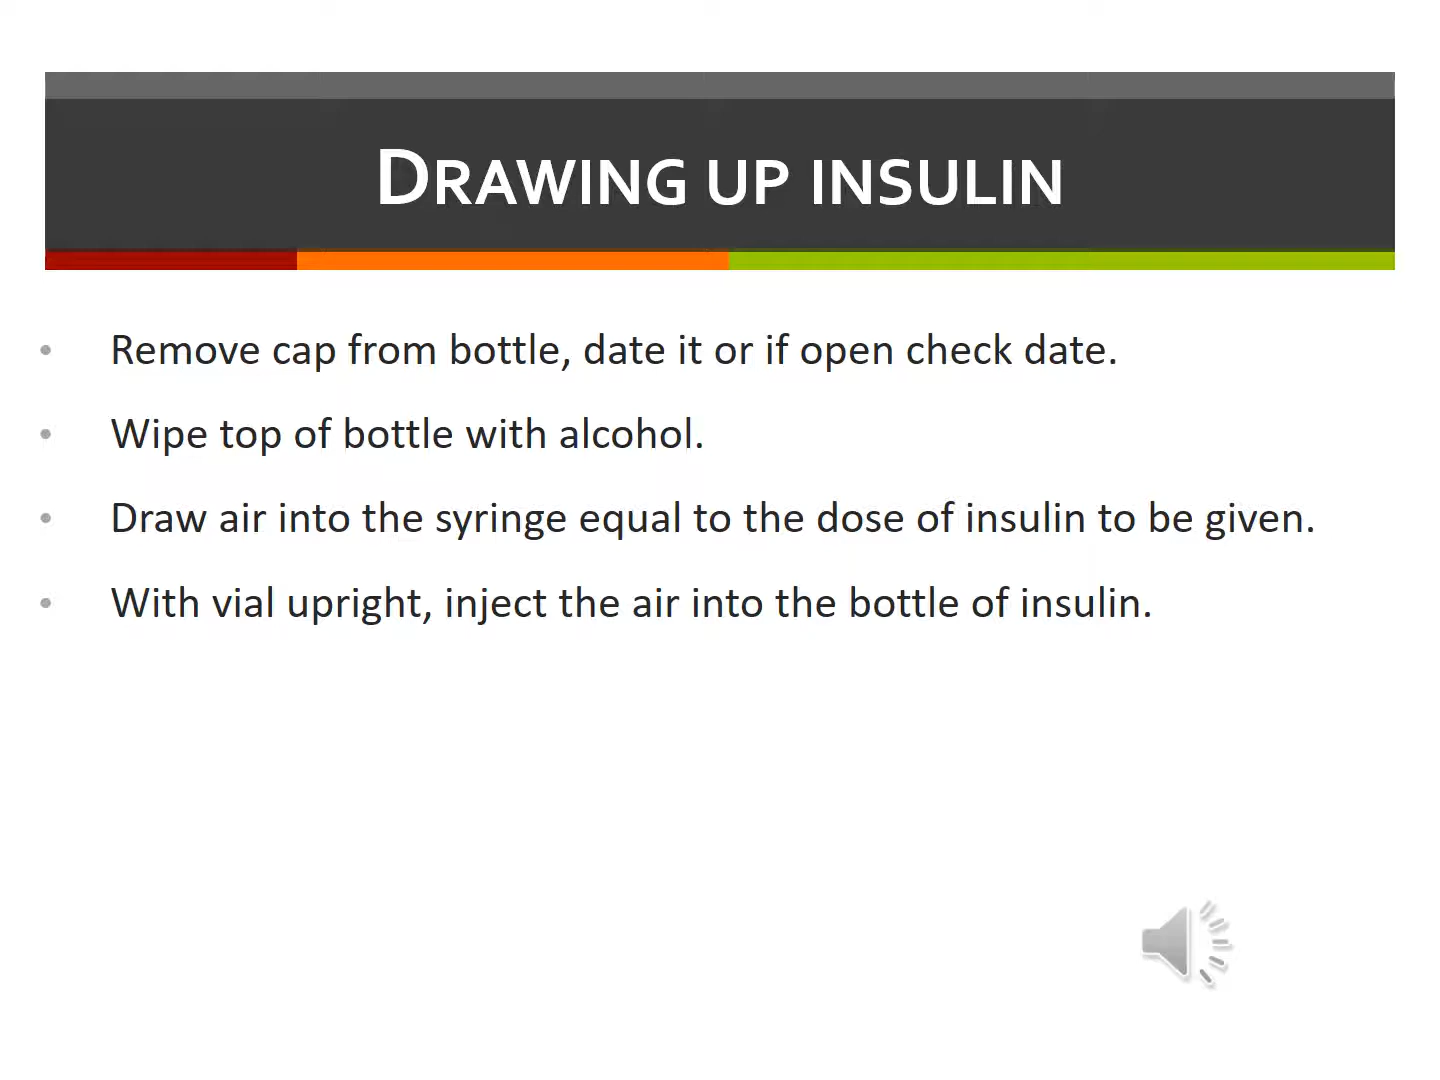 DRAWING UP INSULIN
• Remove cap from bottle, date it or if open check date.
• Wipe top of bottle with alcohol.
• Draw air into the syringe equal to the dose of insulin to be given.
• With vial upright, inject the air into the bottle of insulin.